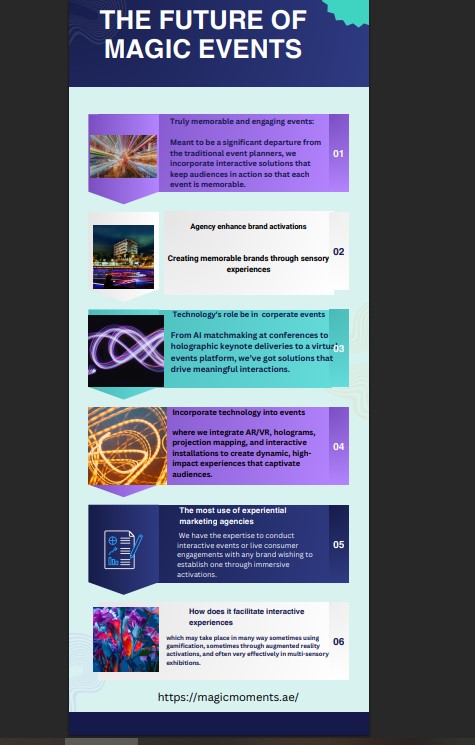 THE FUTURE OF
MAGIC EVENTS
Truly memorable and engaging events:
Meant to be a significant departure from
the traditional event planners, we
incorporate interactive solutions that
keep audiences in action so that each
event is memorable.
01
Agency enhance brand activations
Creating memorable brands through sensory
experiences
02
Technology's role be in corperate events
From AI matchmaking at conferences to
holographic keynote deliveries to a virtual
events platform, we've got solutions that
drive meaningful interactions.
03
Incorporate technology into events
where we integrate AR/VR, holograms,
projection mapping, and interactive
installations to create dynamic, high-
impact experiences that captivate
audiences.
04
The most use of experiential
marketing agencies
We have the expertise to conduct
interactive events or live consumer
engagements with any brand wishing to
establish one through immersive
activations.
05
How does it facilitate interactive
experiences
which may take place in many way sometimes using
gamification, sometimes through augmented reality
activations, and often very effectively in multi-sensory
exhibitions.
06
https://magicmoments.ae/